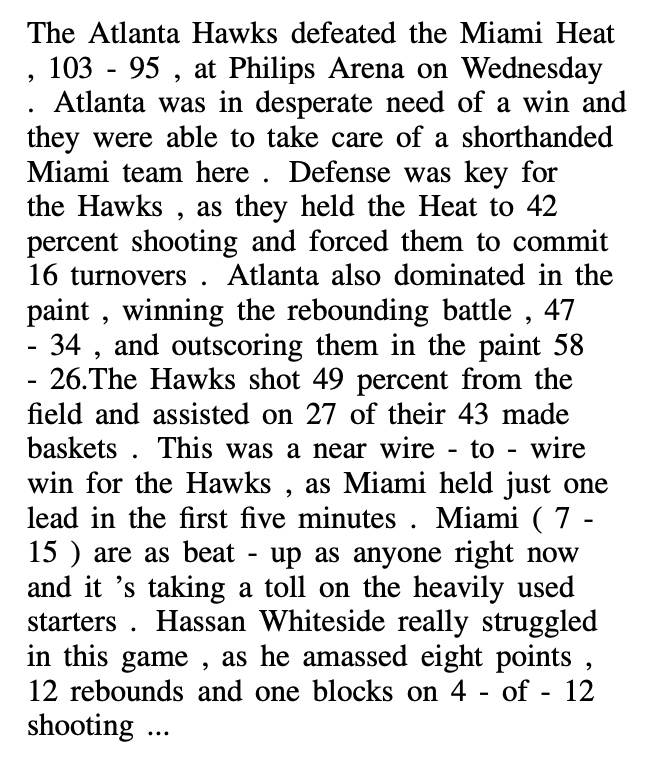 The Atlanta Hawks defeated the Miami Heat
, 103 - 95 , at Philips Arena on Wednesday
. Atlanta was in desperate need of a win and
they were able to take care of a shorthanded
Miami team here . Defense was key for
the Hawks , as they held the Heat to 42
percent shooting and forced them to commit
16 turnovers . Atlanta also dominated in the
paint , winning the rebounding battle , 47
- 34 , and outscoring them in the paint 58
- 26.The Hawks shot 49 percent from the
field and assisted on 27 of their 43 made
baskets . This was a near wire - to - wire
win for the Hawks , as Miami held just one
lead in the first five minutes . Miami ( 7 -
15 ) are as beat - up as anyone right now
and it ’s taking a toll on the heavily used
starters . Hassan Whiteside really struggled
in this game , as he amassed eight points ,
12 rebounds and one blocks on 4 - of - 12
shooting ...